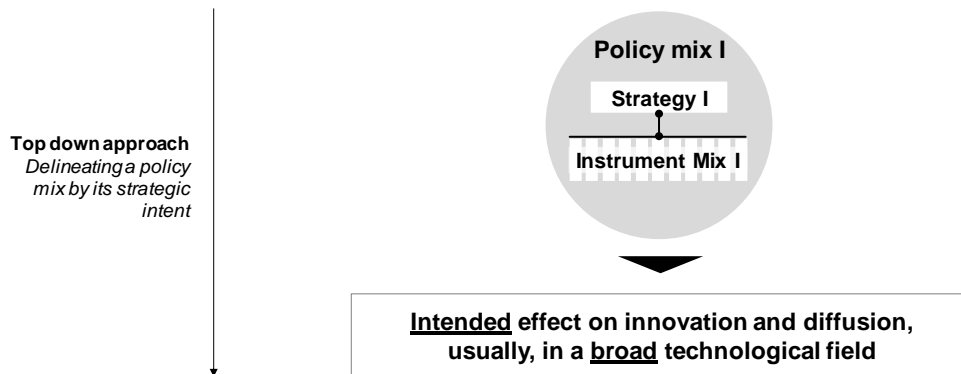 Policy mix I
Strategy I
Instrument Mix I
Top down approach
Delineating a policy
mix by its strategic
intent
Intended effect on innovation and diffusion,
usually, in a broad technological field